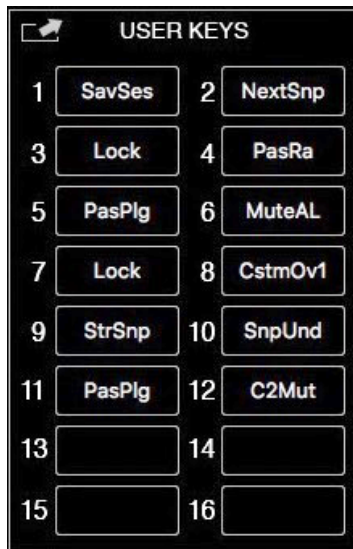 USER KEYS
1 SavSes 2 NextSnp
3 Lock 4 PasRa
5 PasPlg 6 MuteAL
7 Lock 8 CstmOv1
9 StrSnp 10 SnpUnd
11 PasPlg 12 C2Mut
13 14
15 16